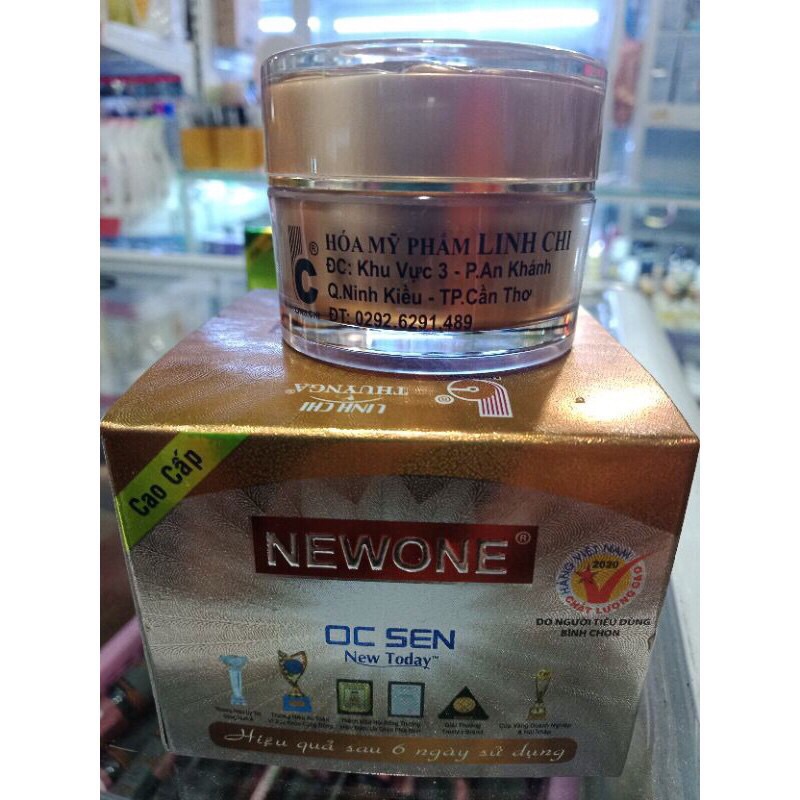 HÓA MỸ PHẨM LINH CHI
ĐC: Khu Vực 3 - P.An Khánh
Q.Ninh Kiều - TP.Cần Thơ
ĐT: 0292.6291.489
LINH CHI
THUÝNGA®
Cao Cấp
NEWONE®
HÀNG VIỆT NAM
2020
CHẤT LƯỢNG CAO
DO NGƯỜI TIÊU DÙNG
BÌNH CHỌN
OC SEN
New Today™
Hiệu quả sau 6 ngày sử dụng